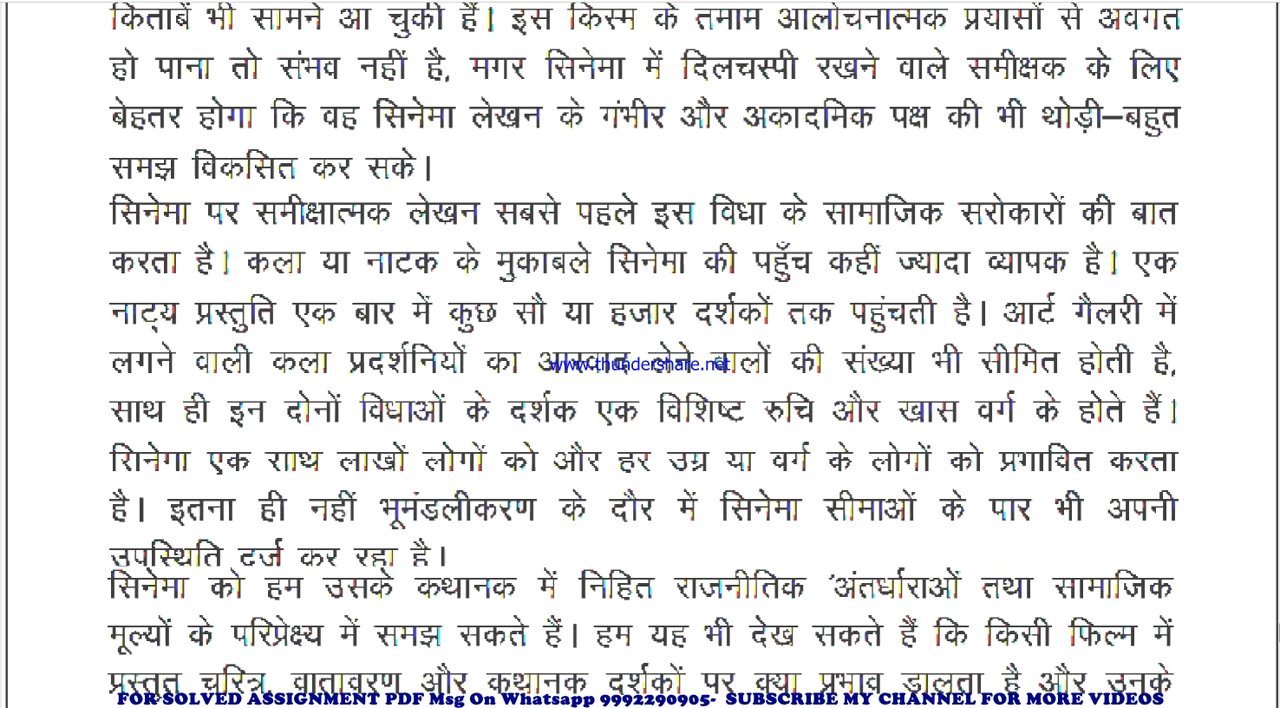 किताबें भी सामने आ चुकी हैं। इस किस्म के तमाम आलोचनात्मक प्रयासों से अवगत
हो पाना तो संभव नहीं है, मगर सिनेमा में दिलचस्पी रखने वाले समीक्षक के लिए
बेहतर होगा कि वह सिनेमा लेखन के गंभीर और अकादमिक पक्ष की भी थोड़ी–बहुत
समझ विकसित कर सके।
सिनेमा पर समीक्षात्मक लेखन सबसे पहले इस विधा के सामाजिक सरोकारों की बात
करता है। कला या नाटक के मुकाबले सिनेमा की पहुँच कहीं ज्यादा व्यापक है। एक
नाट्य प्रस्तुति एक बार में कुछ सौ या हजार दर्शकों तक पहुंचती है। आर्ट गैलरी में
लगने वाली कला प्रदर्शनियों का आस्वाद लेने वालों की संख्या भी सीमित होती है,
www.thundershare.net
साथ ही इन दोनों विधाओं के दर्शक एक विशिष्ट रुचि और खास वर्ग के होते हैं।
सिनेमा एक साथ लाखों लोगों को और हर उम्र या वर्ग के लोगों को प्रभावित करता
है। इतना ही नहीं भूमंडलीकरण के दौर में सिनेमा सीमाओं के पार भी अपनी
उपस्थिति दर्ज कर रहा है।
सिनेमा को हम उसके कथानक में निहित राजनीतिक अंतर्धाराओं तथा सामाजिक
मूल्यों के परिप्रेक्ष्य में समझ सकते हैं। हम यह भी देख सकते हैं कि किसी फिल्म में
प्रस्तुत चरित्र, वातावरण और कथानक दर्शकों पर क्या प्रभाव डालता है और उनके
FOR SOLVED ASSIGNMENT PDF Msg On Whatsapp 9992290905- SUBSCRIBE MY CHANNEL FOR MORE VIDEOS